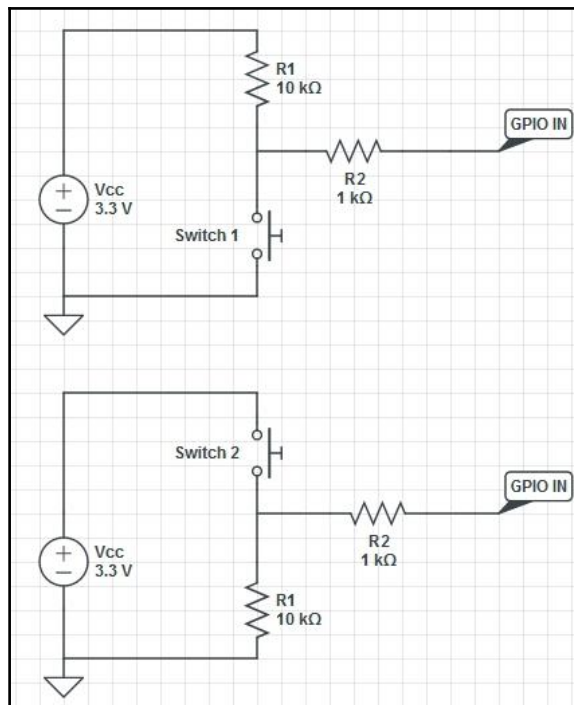 R1
10 kΩ
GPIO IN
R2
1 kΩ
Vcc
3.3 V
Switch 1
Switch 2
GPIO IN
R2
1 kΩ
Vcc
3.3 V
R1
10 kΩ